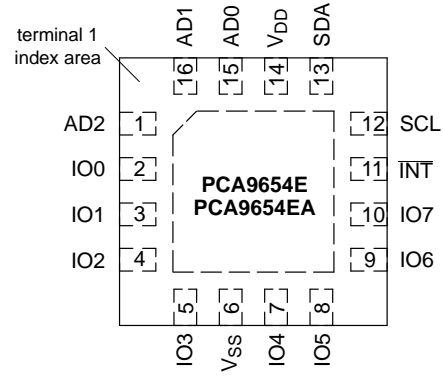 terminal 1
index area
AD1
AD0
VDD
SDA
16
15
14
13
AD2
1
12
SCL
IO0
2
11
INT
IO1
3
10
IO7
IO2
4
9
IO6
PCA9654E
PCA9654EA
5
6
7
8
IO3
VSS
IO4
IO5